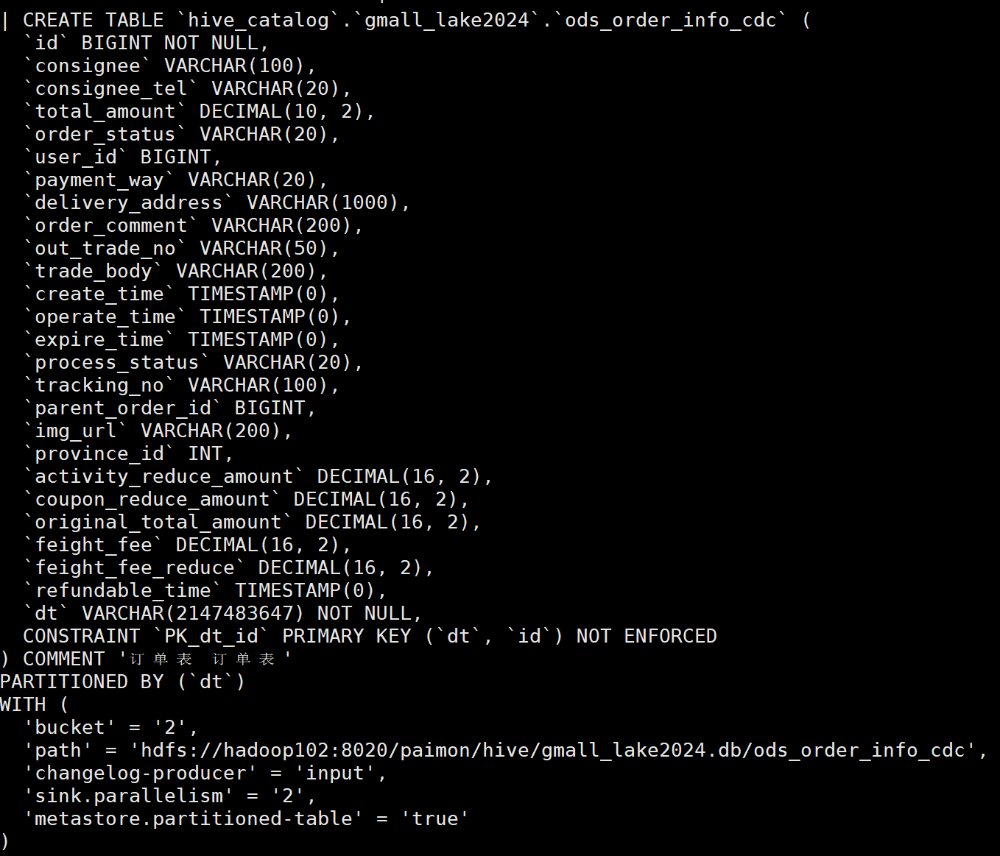 | CREATE TABLE `hive_catalog`.`gmall_lake2024`.`ods_order_info_cdc` (
  `id` BIGINT NOT NULL,
  `consignee` VARCHAR(100),
  `consignee_tel` VARCHAR(20),
  `total_amount` DECIMAL(10, 2),
  `order_status` VARCHAR(20),
  `user_id` BIGINT,
  `payment_way` VARCHAR(20),
  `delivery_address` VARCHAR(1000),
  `order_comment` VARCHAR(200),
  `out_trade_no` VARCHAR(50),
  `trade_body` VARCHAR(200),
  `create_time` TIMESTAMP(0),
  `operate_time` TIMESTAMP(0),
  `expire_time` TIMESTAMP(0),
  `process_status` VARCHAR(20),
  `tracking_no` VARCHAR(100),
  `parent_order_id` BIGINT,
  `img_url` VARCHAR(200),
  `province_id` INT,
  `activity_reduce_amount` DECIMAL(16, 2),
  `coupon_reduce_amount` DECIMAL(16, 2),
  `original_total_amount` DECIMAL(16, 2),
  `feight_fee` DECIMAL(16, 2),
  `feight_fee_reduce` DECIMAL(16, 2),
  `refundable_time` TIMESTAMP(0),
  `dt` VARCHAR(2147483647) NOT NULL,
  CONSTRAINT `PK_dt_id` PRIMARY KEY (`dt`, `id`) NOT ENFORCED
) COMMENT '订单表 订单表'
PARTITIONED BY (`dt`)
WITH (
  'bucket' = '2',
  'path' = 'hdfs://hadoop102:8020/paimon/hive/gmall_lake2024.db/ods_order_info_cdc',
  'changelog-producer' = 'input',
  'sink.parallelism' = '2',
  'metastore.partitioned-table' = 'true'
)